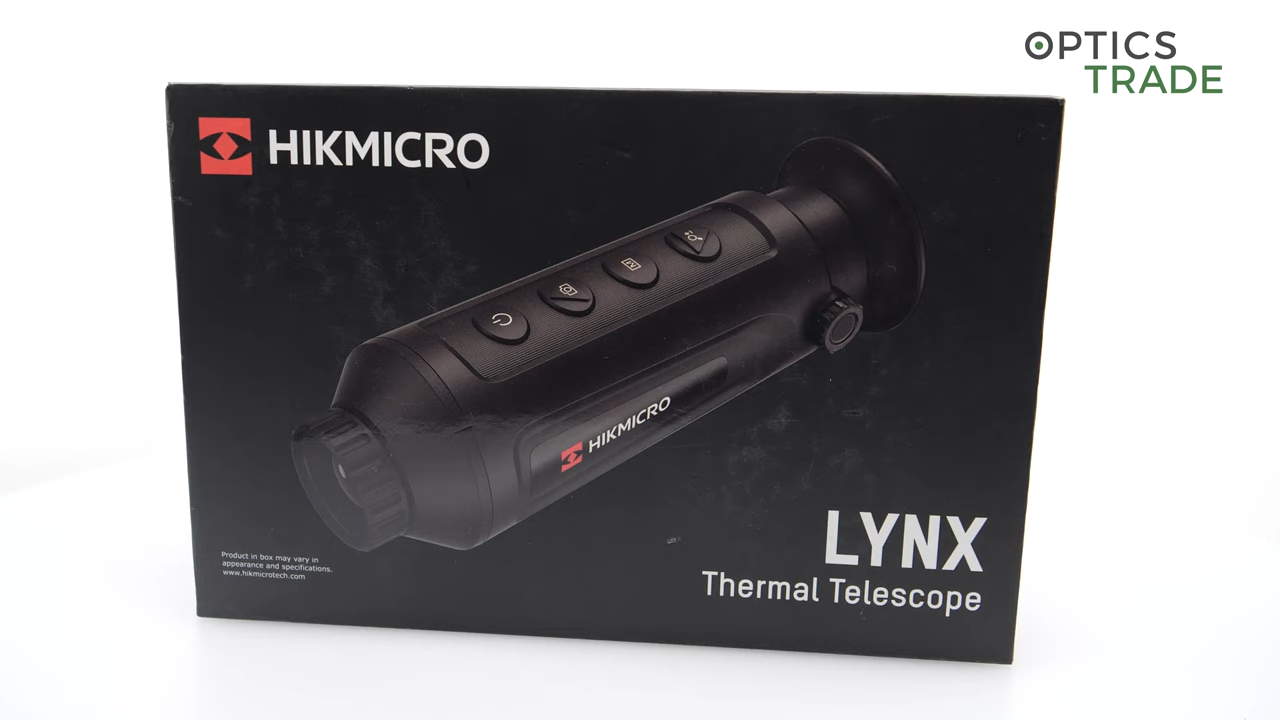 OPTICS
TRADE
HIKMICRO
HIKMICRO
LYNX
Thermal Telescope
Product in box may vary in
appearance and specifications.
www.hikmicrotech.com